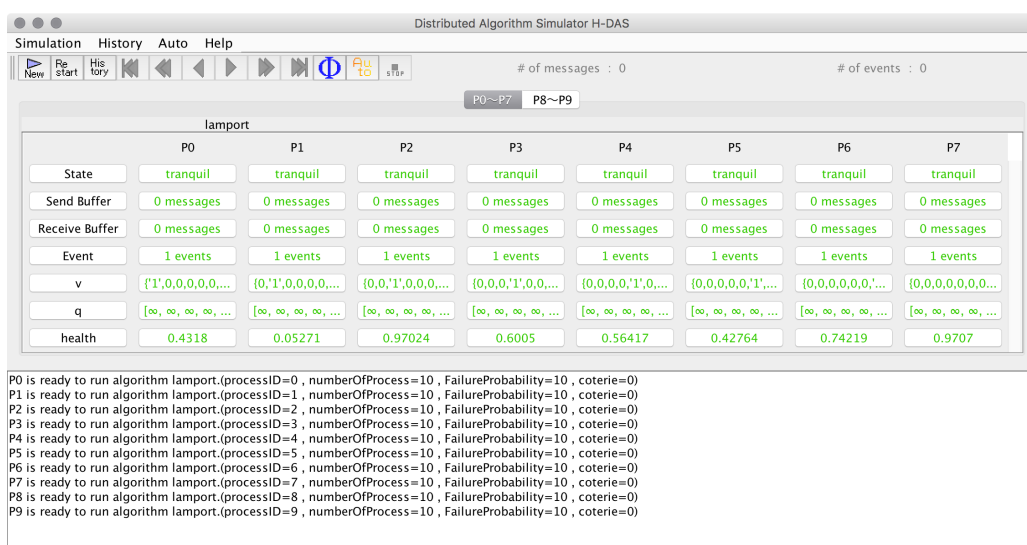 Distributed Algorithm Simulator H-DAS
Simulation History Auto Help
New Re start His tory Φ Au to STOP # of messages : 0 # of events : 0
P0～P7 P8～P9
lamport
P0 P1 P2 P3 P4 P5 P6 P7
State tranquil tranquil tranquil tranquil tranquil tranquil tranquil tranquil
Send Buffer 0 messages 0 messages 0 messages 0 messages 0 messages 0 messages 0 messages 0 messages
Receive Buffer 0 messages 0 messages 0 messages 0 messages 0 messages 0 messages 0 messages 0 messages
Event 1 events 1 events 1 events 1 events 1 events 1 events 1 events 1 events
v {'1',0,0,0,0,0,... {0,'1',0,0,0,0,... {0,0,'1',0,0,0,... {0,0,0,'1',0,0,... {0,0,0,0,'1',0,... {0,0,0,0,0,'1',... {0,0,0,0,0,0,'... {0,0,0,0,0,0,0...
q [∞, ∞, ∞, ∞, ... [∞, ∞, ∞, ∞, ... [∞, ∞, ∞, ∞, ... [∞, ∞, ∞, ∞, ... [∞, ∞, ∞, ∞, ... [∞, ∞, ∞, ∞, ... [∞, ∞, ∞, ∞, ... [∞, ∞, ∞, ∞, ...
health 0.4318 0.05271 0.97024 0.6005 0.56417 0.42764 0.74219 0.9707
P0 is ready to run algorithm lamport.(processID=0 , numberOfProcess=10 , FailureProbability=10 , coterie=0)
P1 is ready to run algorithm lamport.(processID=1 , numberOfProcess=10 , FailureProbability=10 , coterie=0)
P2 is ready to run algorithm lamport.(processID=2 , numberOfProcess=10 , FailureProbability=10 , coterie=0)
P3 is ready to run algorithm lamport.(processID=3 , numberOfProcess=10 , FailureProbability=10 , coterie=0)
P4 is ready to run algorithm lamport.(processID=4 , numberOfProcess=10 , FailureProbability=10 , coterie=0)
P5 is ready to run algorithm lamport.(processID=5 , numberOfProcess=10 , FailureProbability=10 , coterie=0)
P6 is ready to run algorithm lamport.(processID=6 , numberOfProcess=10 , FailureProbability=10 , coterie=0)
P7 is ready to run algorithm lamport.(processID=7 , numberOfProcess=10 , FailureProbability=10 , coterie=0)
P8 is ready to run algorithm lamport.(processID=8 , numberOfProcess=10 , FailureProbability=10 , coterie=0)
P9 is ready to run algorithm lamport.(processID=9 , numberOfProcess=10 , FailureProbability=10 , coterie=0)